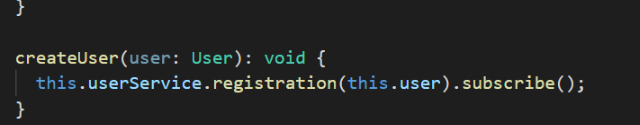 }
createUser(user: User): void {
this.userService.registration(this.user).subscribe();
}